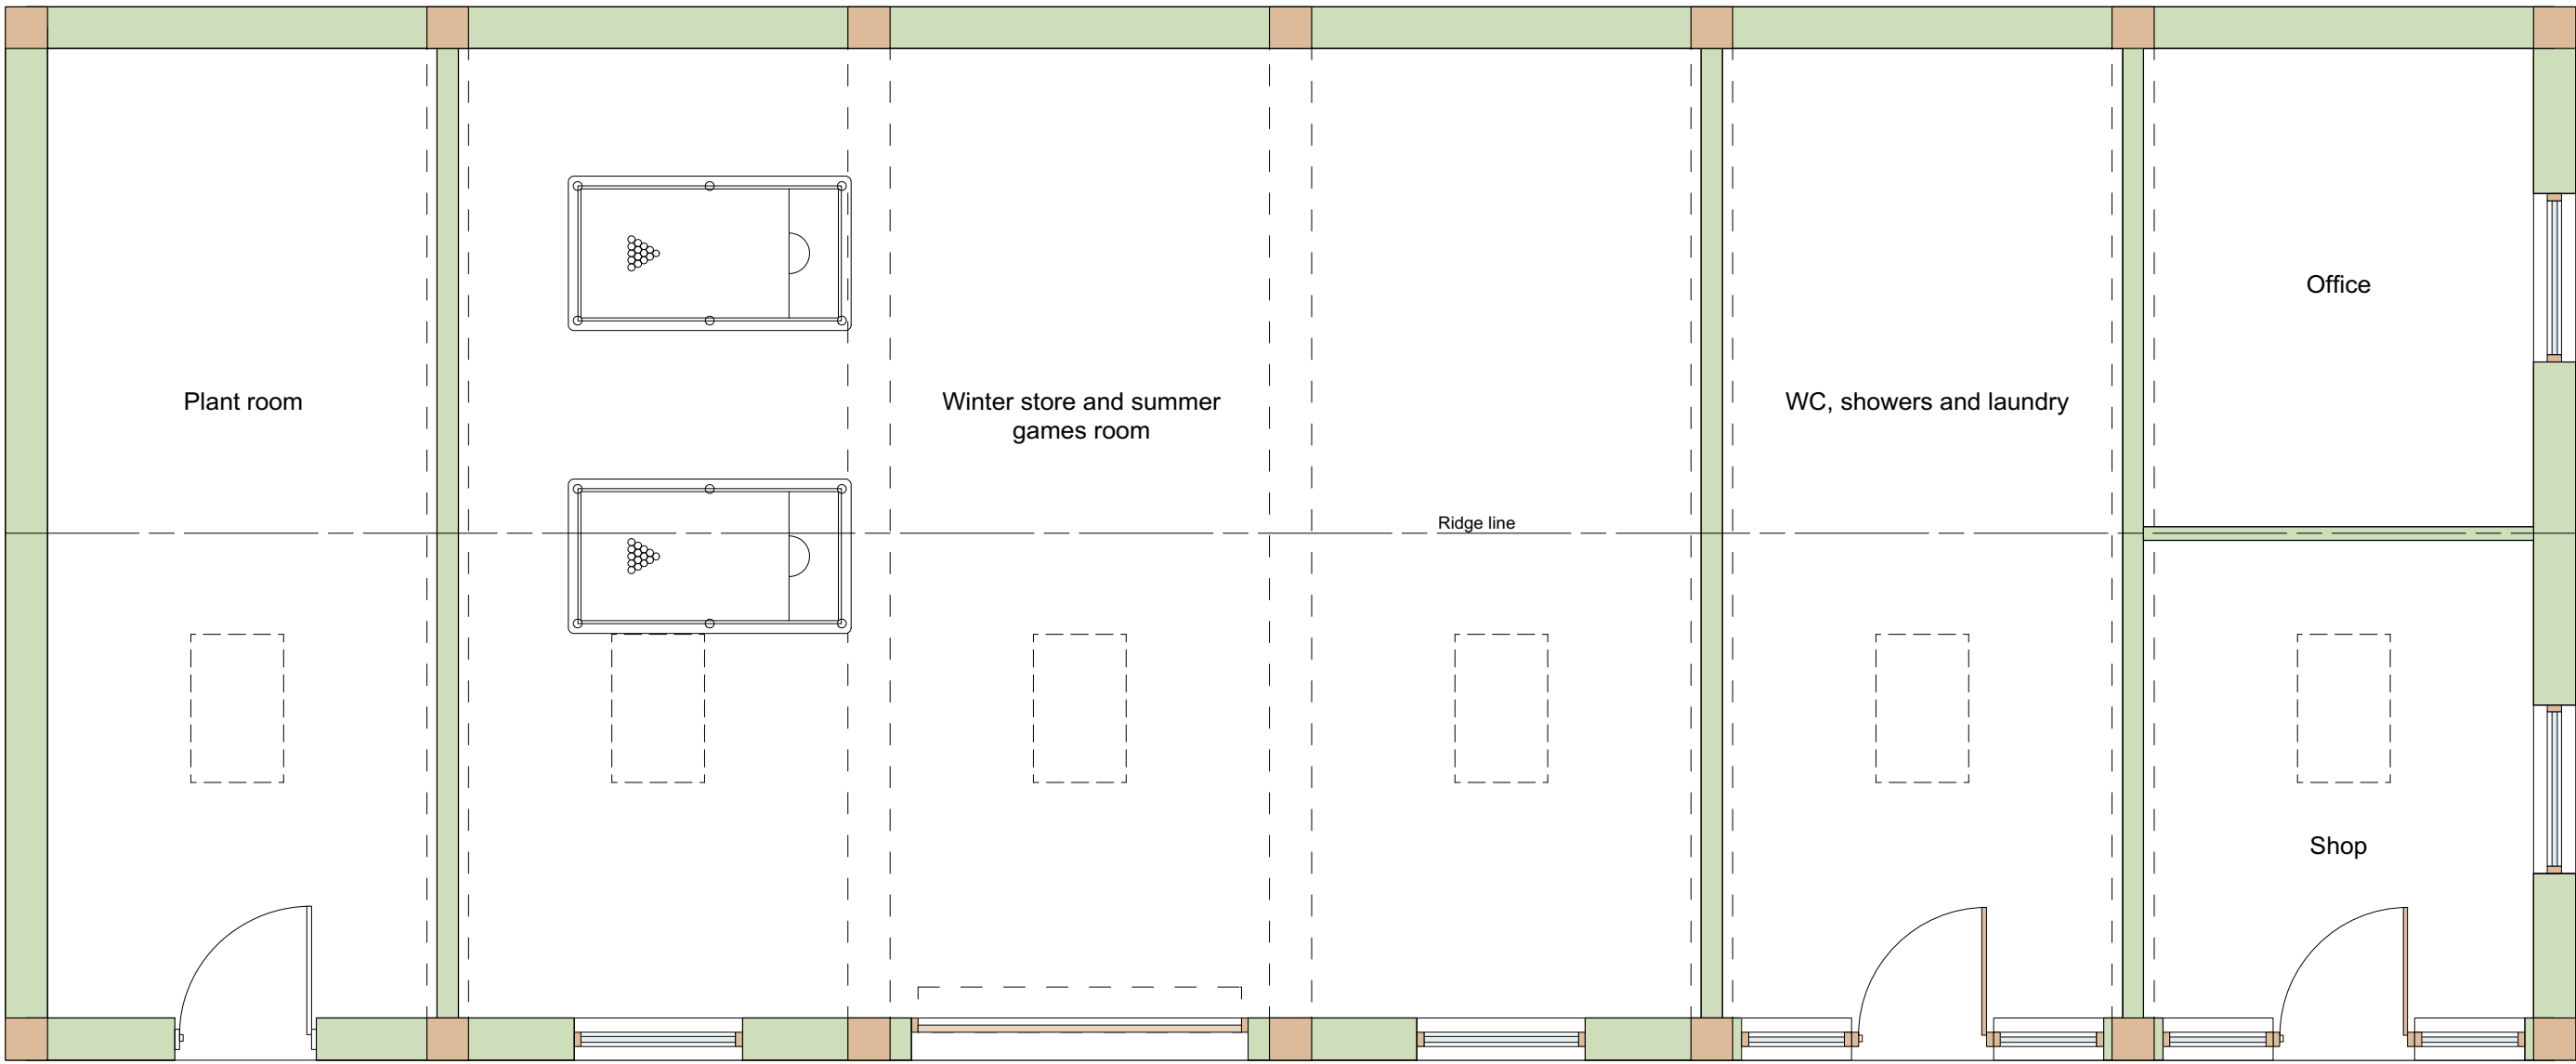 Office
Plant room
Winter store and summer
games room
WC, showers and laundry
Ridge line
Shop